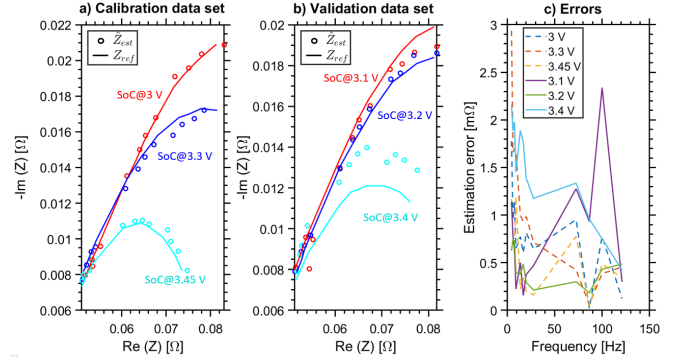 a) Calibration data set
b) Validation data set
c) Errors
-Im (Z) [Ω]
0.022
0.02
0.018
0.016
0.014
0.012
0.01
0.008
0.006
Ẑest
Zref
SoC@3 V
SoC@3.3 V
SoC@3.45 V
0.06
0.07
0.08
Re (Z) [Ω]
-Im (Z) [Ω]
0.02
0.018
0.016
0.014
0.012
0.01
0.008
0.006
Ẑest
Zref
SoC@3.1 V
SoC@3.2 V
SoC@3.4 V
0.06
0.07
0.08
Re (Z) [Ω]
Estimation error [mΩ]
3
2.5
2
1.5
1
0.5
0
3 V
3.3 V
3.45 V
3.1 V
3.2 V
3.4 V
0
50
100
150
Frequency [Hz]